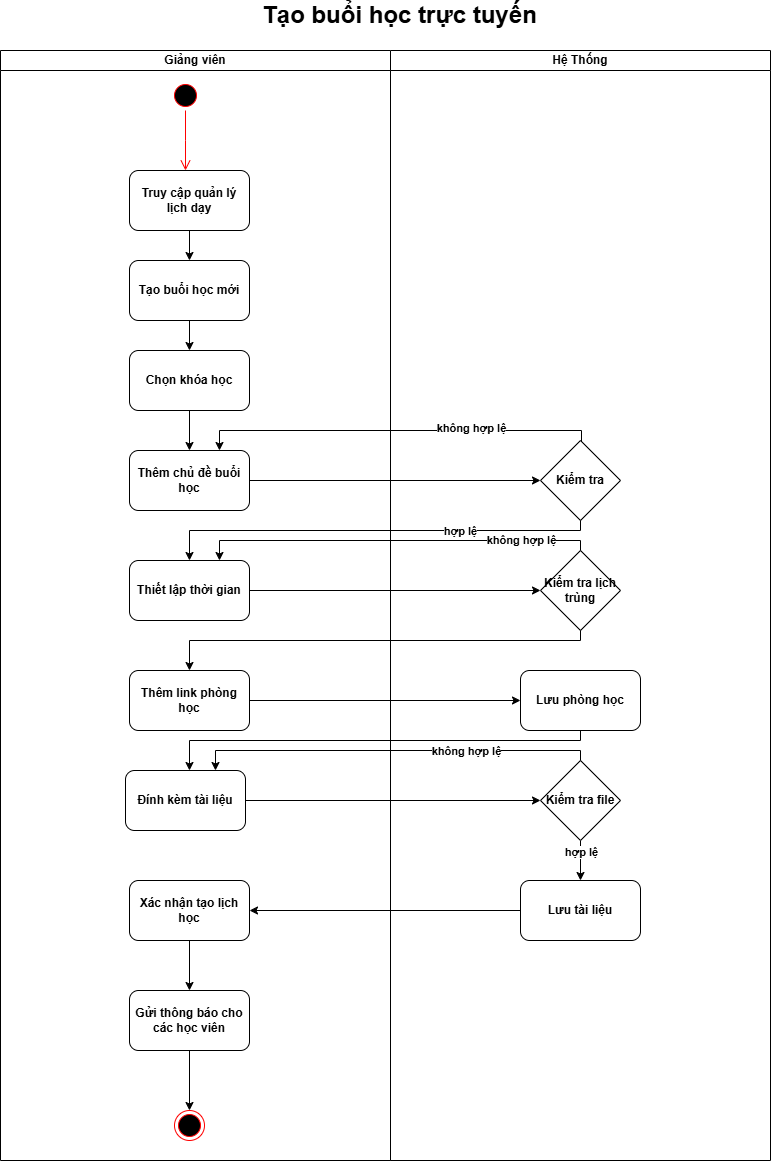 Tạo buổi học trực tuyến
Giảng viên
Hệ Thống
Truy cập quản lý
lịch dạy
Tạo buổi học mới
Chọn khóa học
không hợp lệ
Thêm chủ đề buổi
học
Kiểm tra
hợp lệ
không hợp lệ
Thiết lập thời gian
Kiểm tra lịch
trùng
Thêm link phòng
học
Lưu phòng học
không hợp lệ
Đính kèm tài liệu
Kiểm tra file
hợp lệ
Xác nhận tạo lịch
học
Lưu tài liệu
Gửi thông báo cho
các học viên